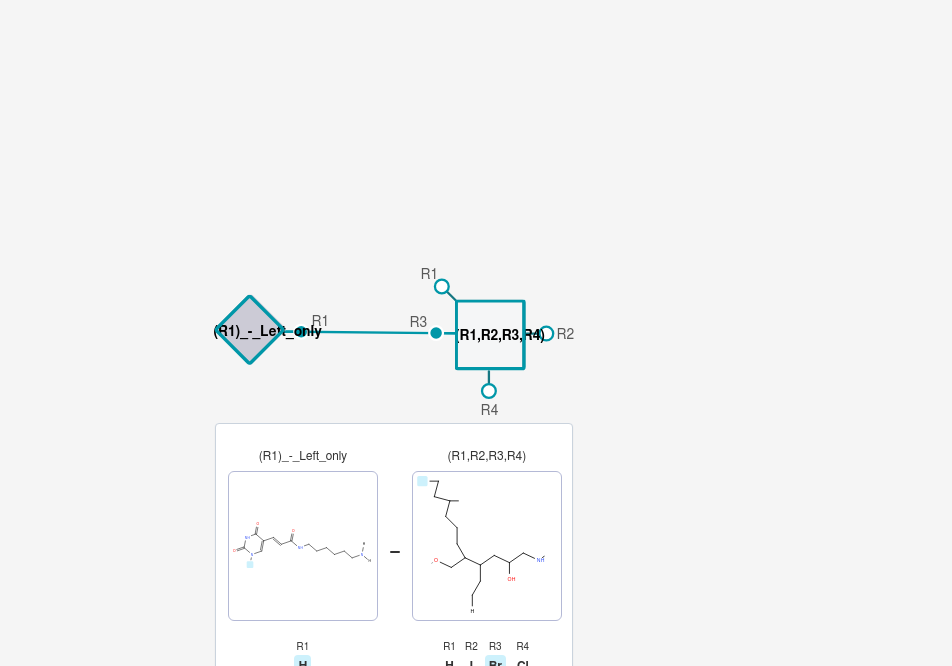 R1
(R1)_-_Left_only
R1
R3
(R1,R2,R3,R4)
R2
R4
(R1)_-_Left_only
(R1,R2,R3,R4)
O
NH
O
N
O
NH
H
N
H
O
OH
NH
H
R1
R1 R2 R3 R4
H
H I Br Cl